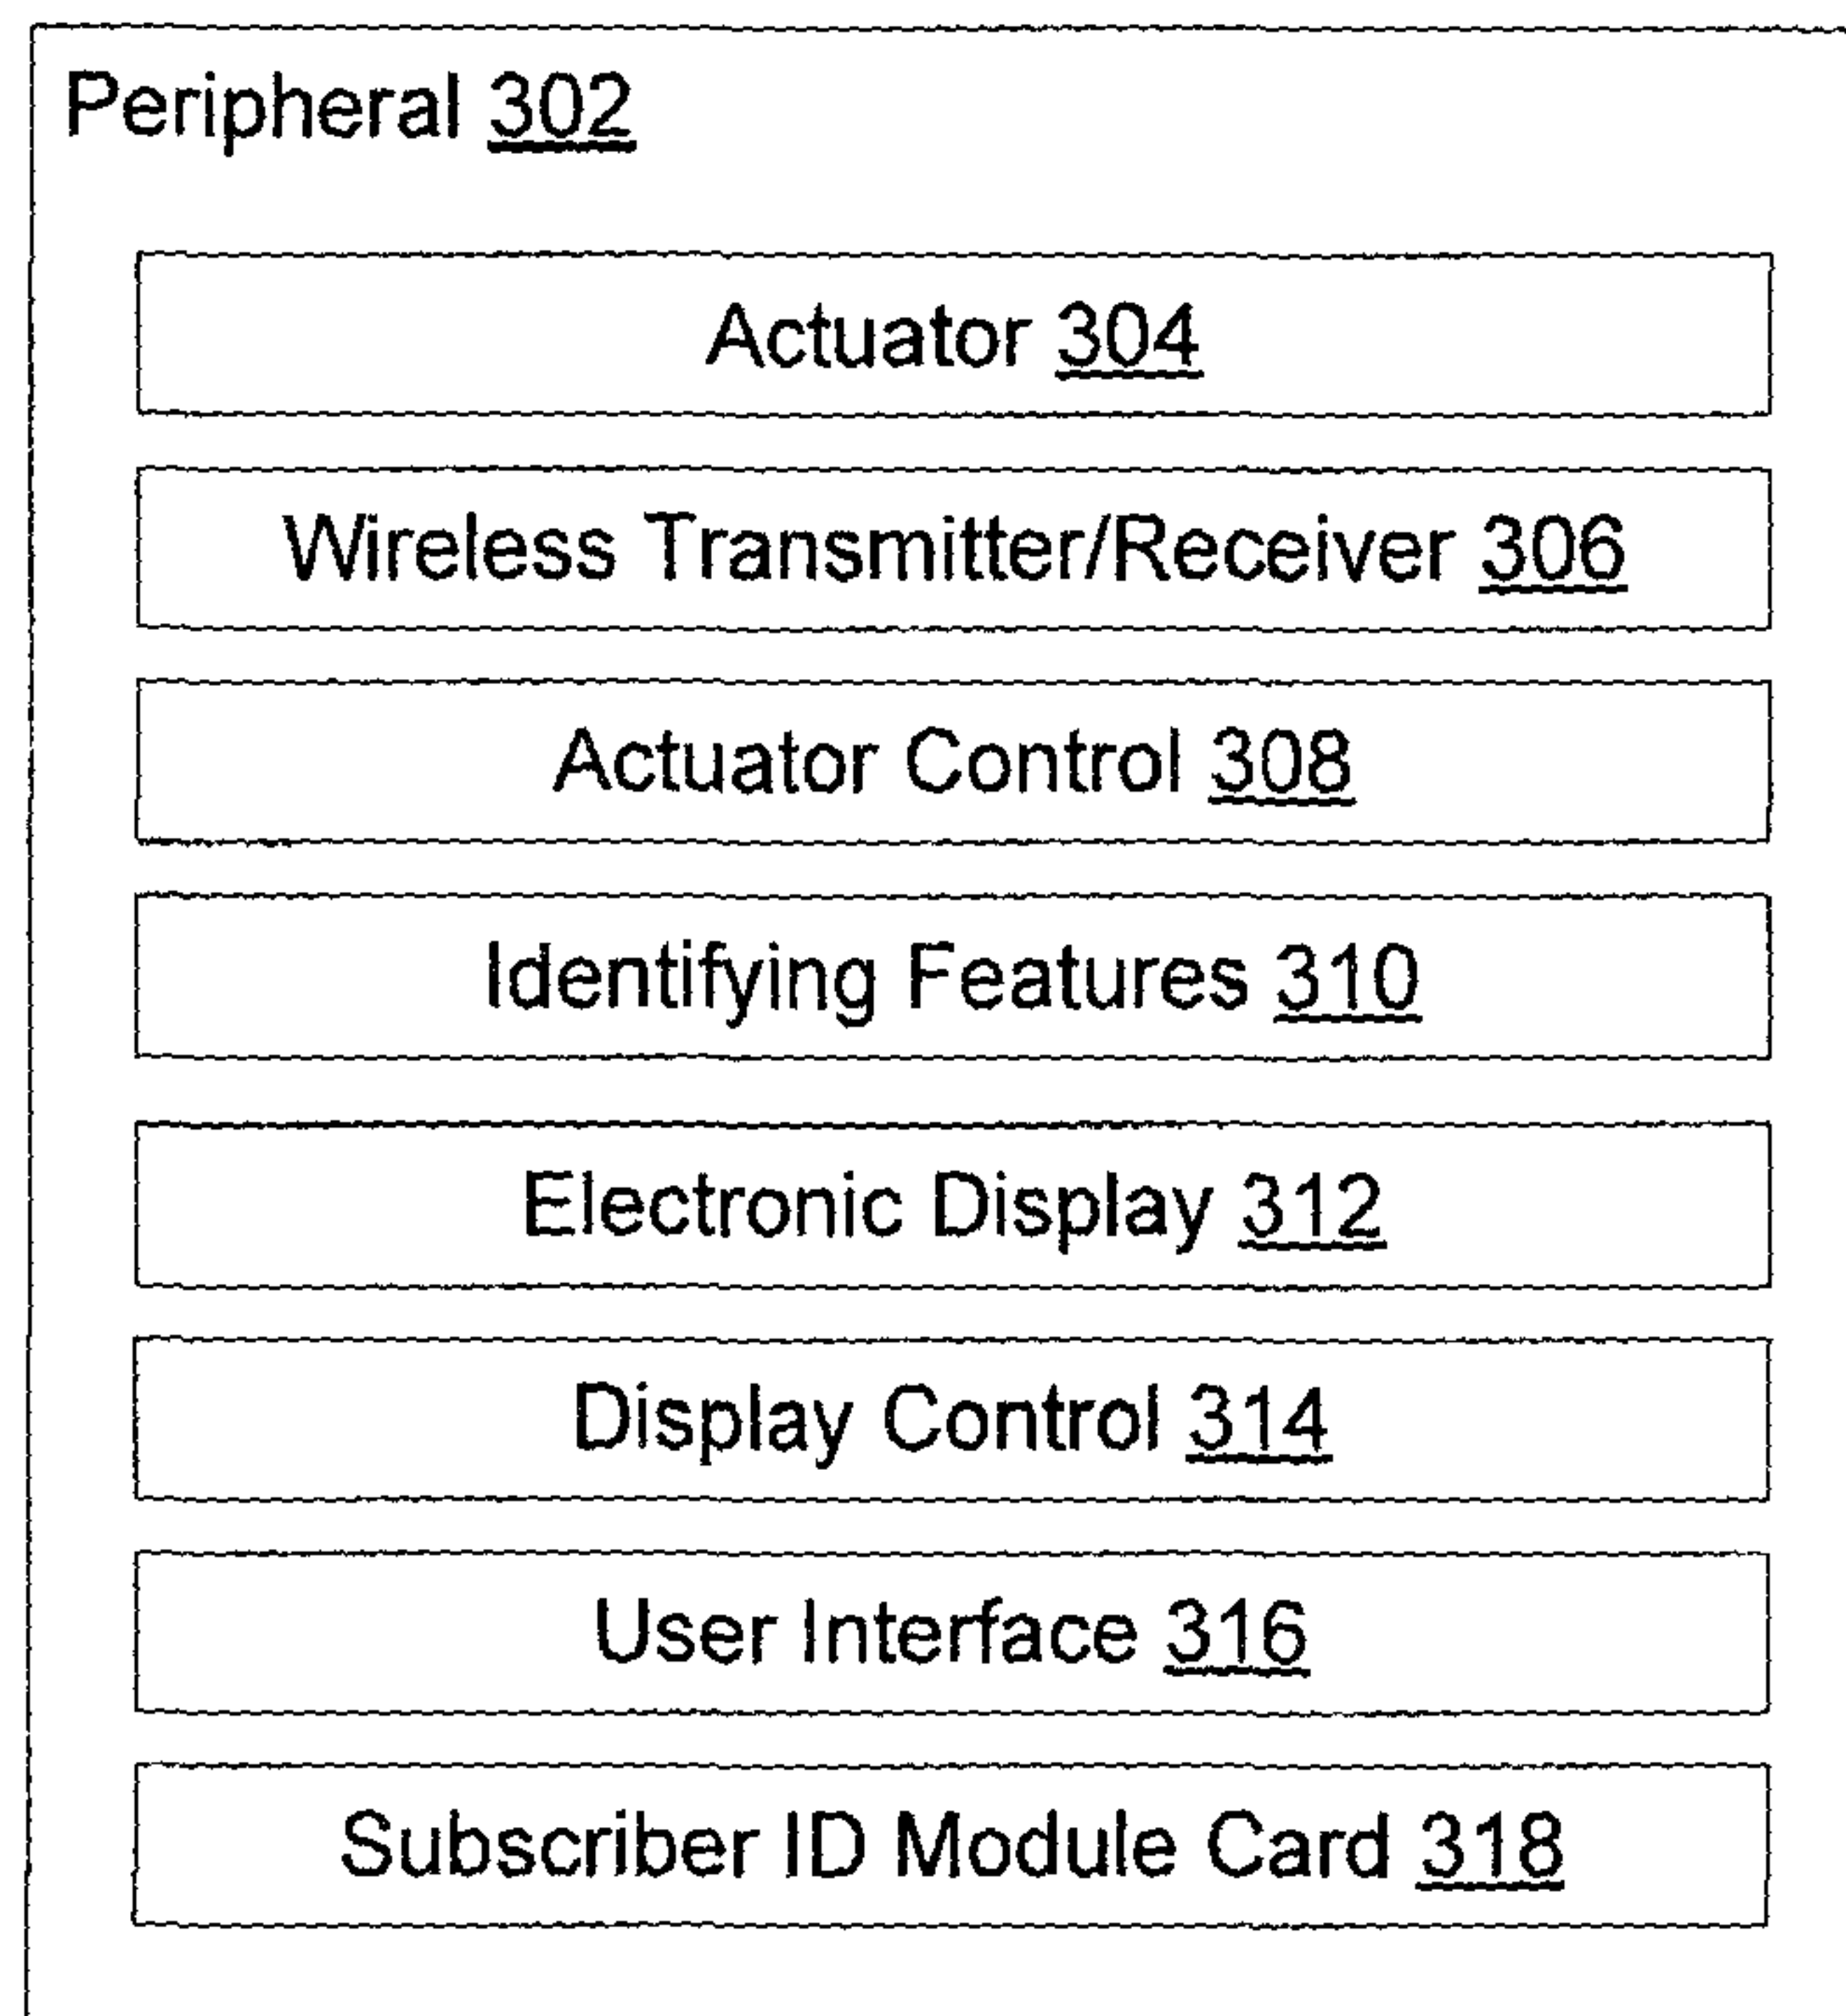 Peripheral 302
Actuator 304
Wireless Transmitter/Receiver 306
Actuator Control 308
Identifying Features 310
Electronic Display 312
Display Control 314
User Interface 316
Subscriber ID Module Card 318